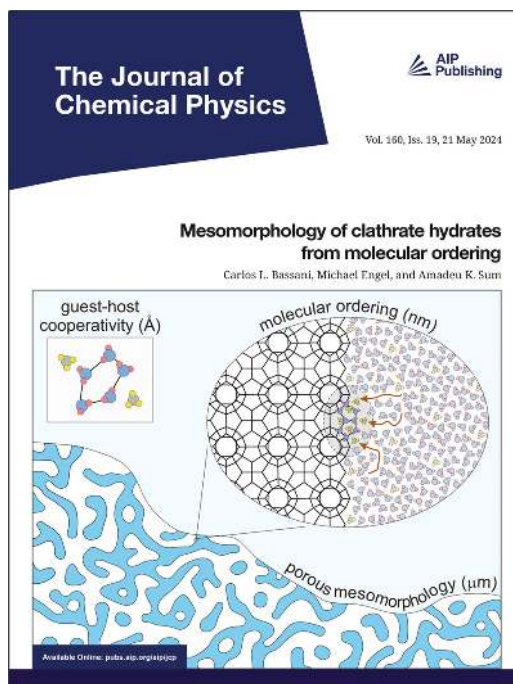 The Journal of
Chemical Physics
AIP
Publishing
Vol. 160, Iss. 19, 21 May 2024
Mesomorphology of clathrate hydrates
from molecular ordering
Carlos L. Bassani, Michael Engel, and Amadeu K. Sum
guest-host
cooperativity (Å)
molecular ordering (nm)
porous mesomorphology (μm)
Available Online: pubs.aip.org/aip/jcp